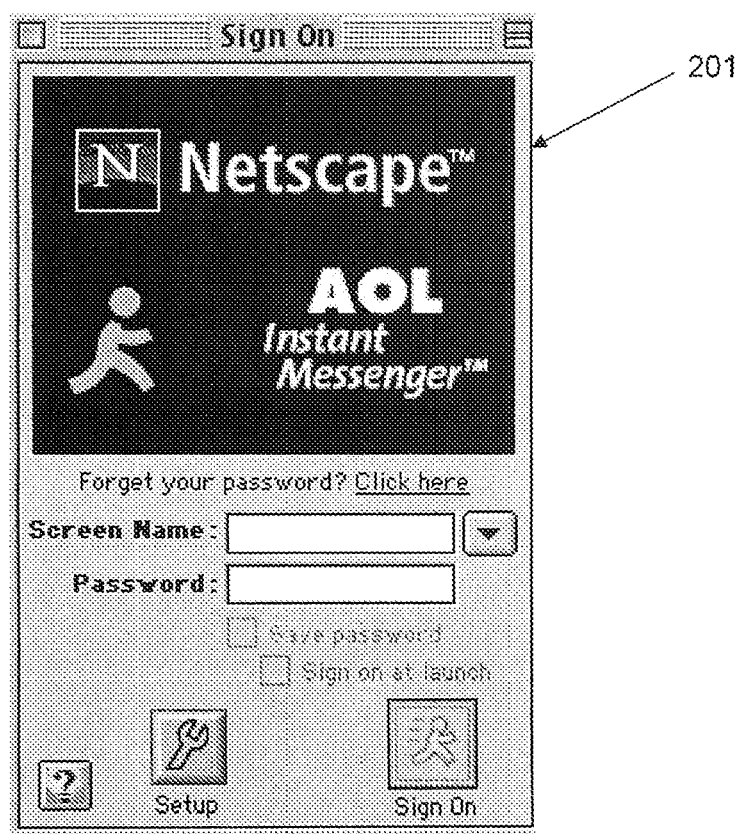 Sign On
201
N Netscape™
AOL
Instant
Messenger™
Forget your password? Click here
Screen Name:
Password:
Save password
Sign on at launch
?
Setup
Sign On